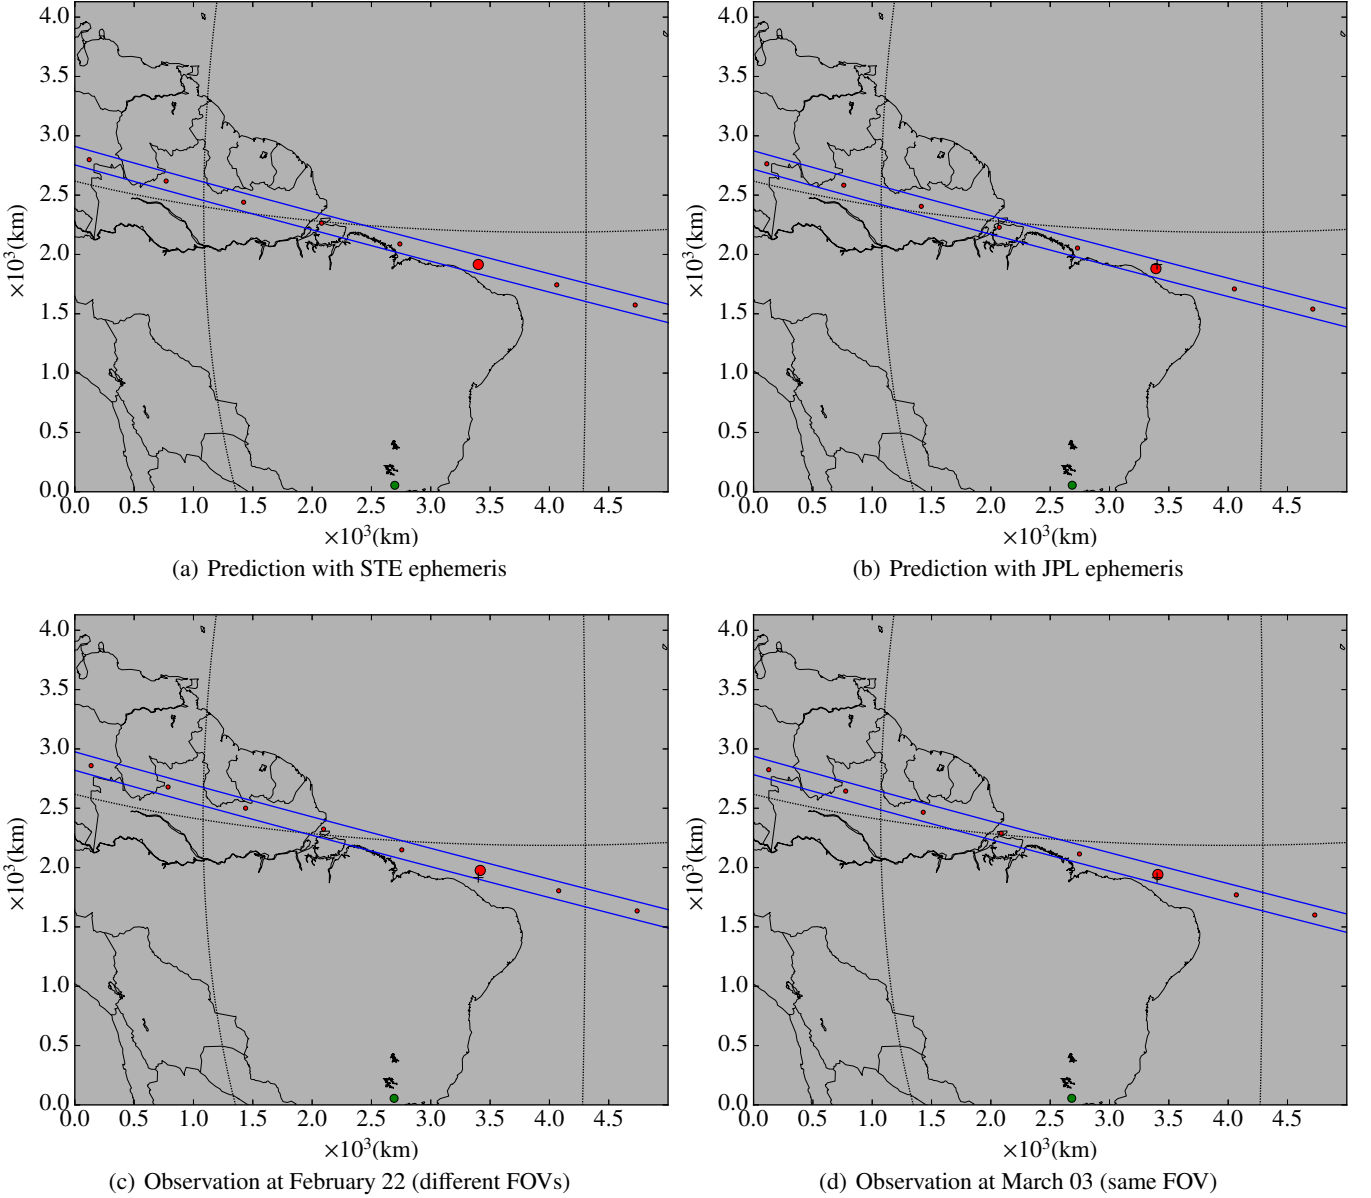 4.0
3.5
3.0
2.5
2.0
1.5
1.0
0.5
0.0
×10³(km)
0.0 0.5 1.0 1.5 2.0 2.5 3.0 3.5 4.0 4.5
×10³(km)
(a) Prediction with STE ephemeris
4.0
3.5
3.0
2.5
2.0
1.5
1.0
0.5
0.0
×10³(km)
0.0 0.5 1.0 1.5 2.0 2.5 3.0 3.5 4.0 4.5
×10³(km)
(b) Prediction with JPL ephemeris
4.0
3.5
3.0
2.5
2.0
1.5
1.0
0.5
0.0
×10³(km)
0.0 0.5 1.0 1.5 2.0 2.5 3.0 3.5 4.0 4.5
×10³(km)
(c) Observation at February 22 (different FOVs)
4.0
3.5
3.0
2.5
2.0
1.5
1.0
0.5
0.0
×10³(km)
0.0 0.5 1.0 1.5 2.0 2.5 3.0 3.5 4.0 4.5
×10³(km)
(d) Observation at March 03 (same FOV)